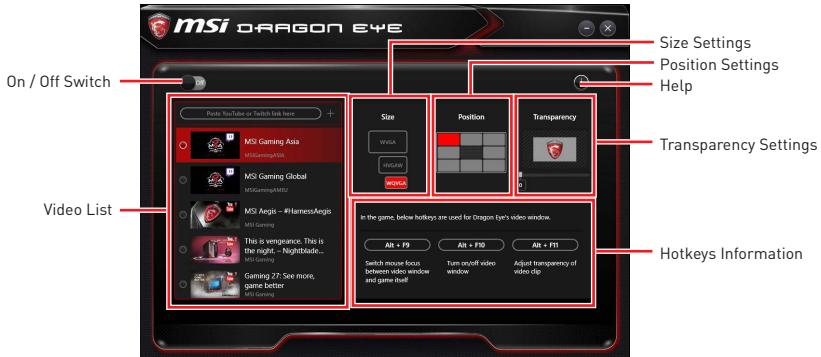 msi DRAGON EYE
Size Settings
Position Settings
Help
On / Off Switch
Off
Paste YouTube or Twitch link here
MSI Gaming Asia
MSIGamingASIA
MSI Gaming Global
MSIGamingAMEU
MSI Aegis – #HarnessAegis
MSI Gaming
This is vengeance. This is
the night. – Nightblade...
MSI Gaming
Gaming 27: See more,
game better
MSI Gaming
Size
WVGA
HVGAW
WQVGA
Position
Transparency
0
Transparency Settings
Video List
In the game, below hotkeys are used for Dragon Eye's video window.
Alt + F9
Switch mouse focus
between video window
and game itself
Alt + F10
Turn on/off video
window
Alt + F11
Adjust transparency of
video clip
Hotkeys Information